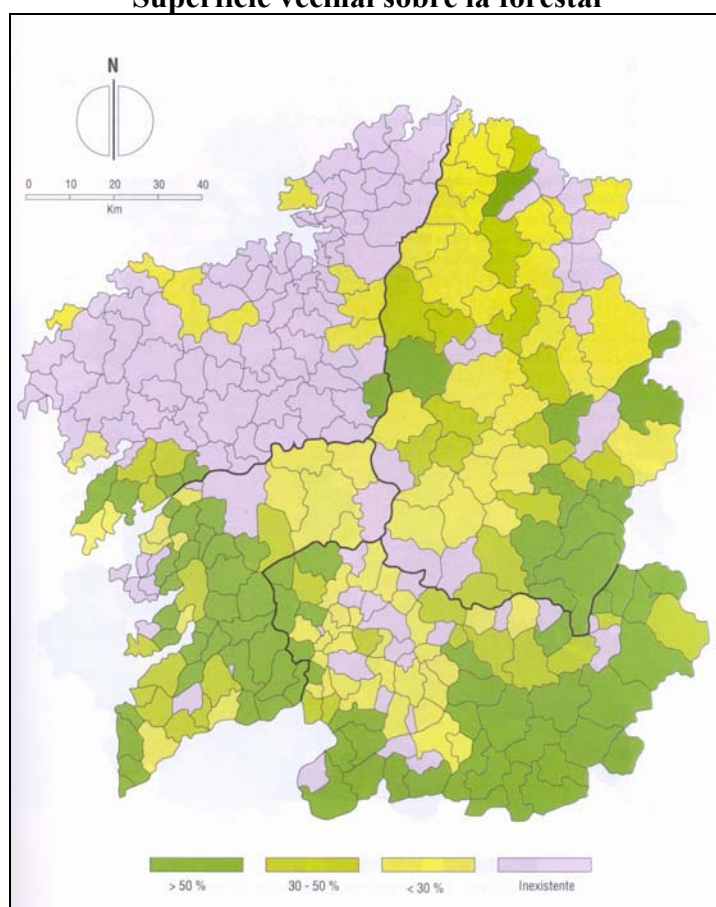 Superficie vecinal sobre la forestal
N
0 10 20 30 40
Km
> 50 %
30 - 50 %
< 30 %
Inexistente